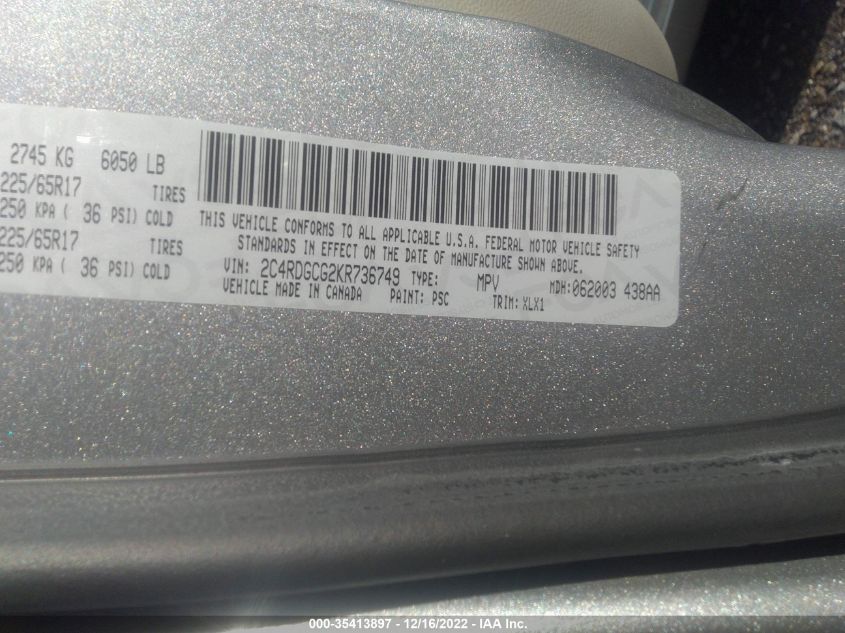 2745 KG 6050 LB
225/65R17 TIRES
250 KPA ( 36 PSI) COLD
225/65R17 TIRES
250 KPA ( 36 PSI) COLD
THIS VEHICLE CONFORMS TO ALL APPLICABLE U.S.A. FEDERAL MOTOR VEHICLE SAFETY
STANDARDS IN EFFECT ON THE DATE OF MANUFACTURE SHOWN ABOVE.
VIN: 2C4RDGCG2KR736749 TYPE: MPV MDH:062003 438AA
VEHICLE MADE IN CANADA PAINT: PSC TRIM: XLX1
000-35413897 - 12/16/2022 - IAA Inc.